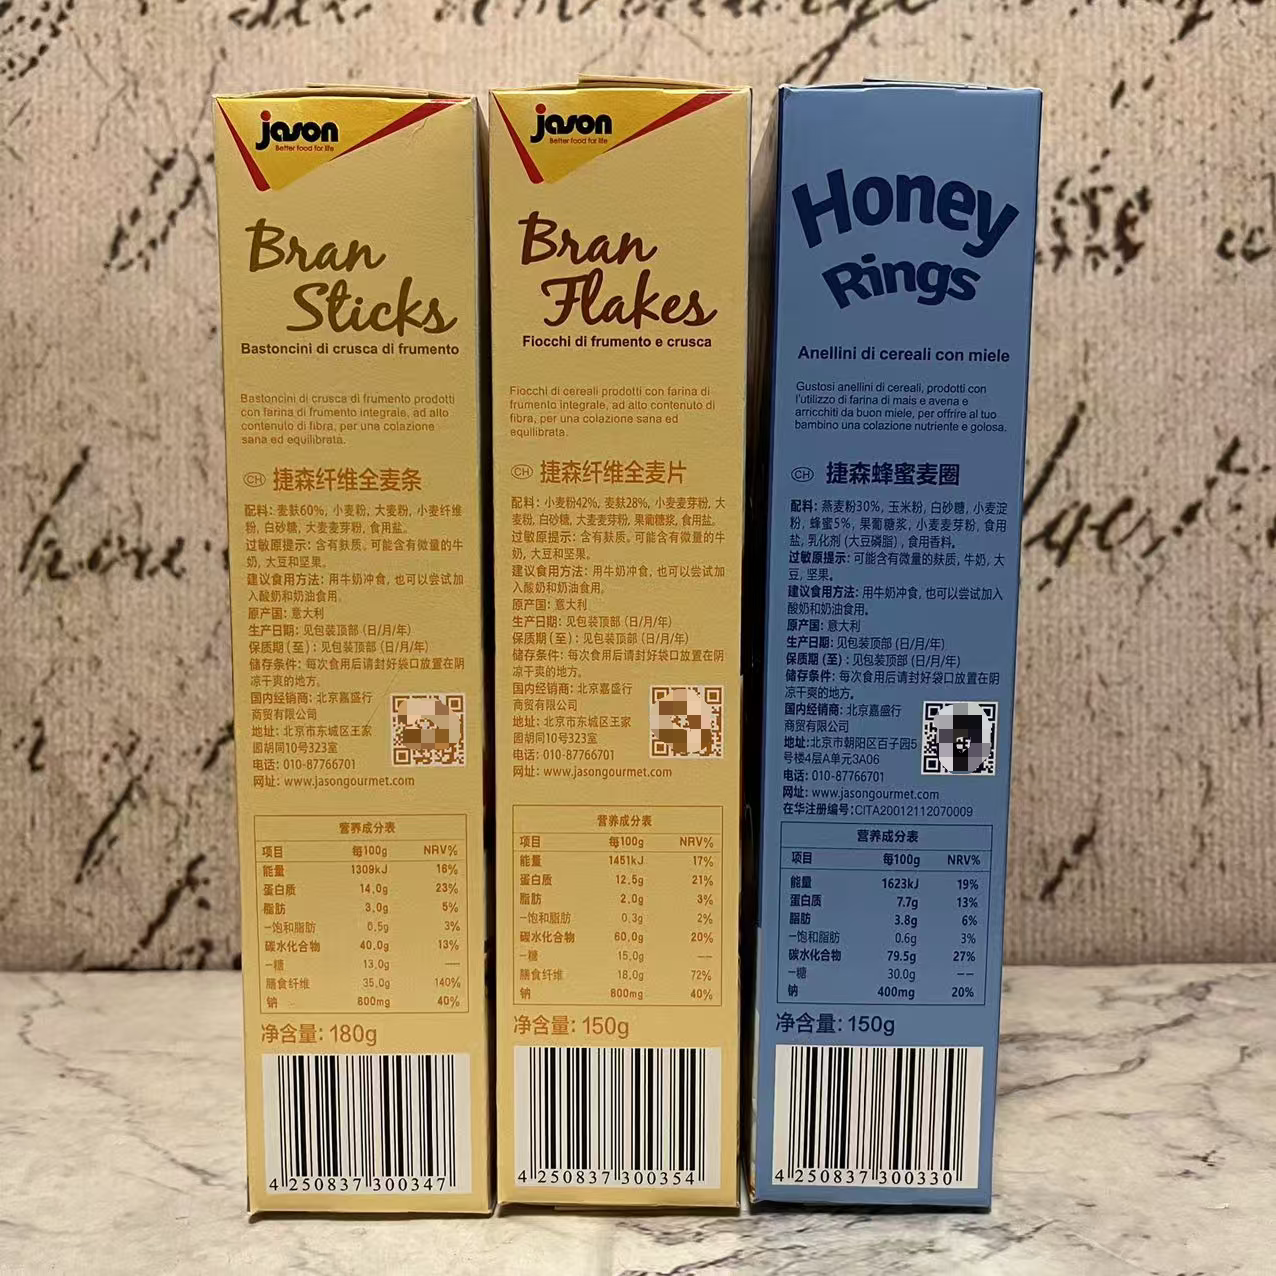 jason
Better food for life
Bran
Sticks
Bastoncini di crusca di frumento
Bastoncini di crusca di frumento prodotti
con farina di frumento integrale, ad alto
contenuto di fibra, per una colazione
sana ed equilibrata.
CH 捷森纤维全麦条
配料: 麦麸60%, 小麦粉, 大麦粉, 小麦纤维
粉, 白砂糖, 大麦麦芽粉, 食用盐。
过敏原提示: 含有麸质。可能含有微量的牛
奶, 大豆和坚果。
建议食用方法: 用牛奶冲食, 也可以尝试加
入酸奶和奶油食用。
原产国: 意大利
生产日期: 见包装顶部 (日/月/年)
保质期 (至) : 见包装顶部 (日/月/年)
储存条件: 每次食用后请封好袋口放置在阴
凉干爽的地方。
国内经销商: 北京嘉盛行
商贸有限公司
地址: 北京市东城区王家
园胡同10号323室
电话: 010-87766701
网址: www.jasongourmet.com
营养成分表
项目 每100g NRV%
能量 1309kJ 16%
蛋白质 14.0g 23%
脂肪 3.0g 5%
—饱和脂肪 0.5g 3%
碳水化合物 40.0g 13%
—糖 13.0g ——
膳食纤维 35.0g 140%
钠 800mg 40%
净含量: 180g
4 250837 300347
jason
Better food for life
Bran
Flakes
Fiocchi di frumento e crusca
Fiocchi di cereali prodotti con farina di
frumento integrale, ad alto contenuto di
fibra, per una colazione sana ed
equilibrata.
CH 捷森纤维全麦片
配料: 小麦粉42%, 麦麸28%, 小麦麦芽粉, 大
麦粉, 白砂糖, 大麦麦芽粉, 果葡糖浆, 食用盐。
过敏原提示: 含有麸质。可能含有微量的牛
奶, 大豆和坚果。
建议食用方法: 用牛奶冲食, 也可以尝试加
入酸奶和奶油食用。
原产国: 意大利
生产日期: 见包装顶部 (日/月/年)
保质期 (至) : 见包装顶部 (日/月/年)
储存条件: 每次食用后请封好袋口放置在阴
凉干爽的地方。
国内经销商: 北京嘉盛行
商贸有限公司
地址: 北京市东城区王家
园胡同10号323室
电话: 010-87766701
网址: www.jasongourmet.com
营养成分表
项目 每100g NRV%
能量 1451kJ 17%
蛋白质 12.5g 21%
脂肪 2.0g 3%
—饱和脂肪 0.3g 2%
碳水化合物 60.0g 20%
—糖 15.0g ——
膳食纤维 18.0g 72%
钠 800mg 40%
净含量: 150g
4 250837 300354
Honey
Rings
Anellini di cereali con miele
Gustosi anellini di cereali, prodotti con
l'utilizzo di farina di mais e avena e
arricchiti da buon miele, per offrire al tuo
bambino una colazione nutriente e golosa.
CH 捷森蜂蜜麦圈
配料: 燕麦粉30%, 玉米粉, 白砂糖, 小麦淀
粉, 蜂蜜5%, 果葡糖浆, 小麦麦芽粉, 食用
盐, 乳化剂 (大豆磷脂) , 食用香料。
过敏原提示: 可能含有微量的麸质, 牛奶, 大
豆, 坚果。
建议食用方法: 用牛奶冲食, 也可以尝试加入
酸奶和奶油食用。
原产国: 意大利
生产日期: 见包装顶部 (日/月/年)
保质期 (至) : 见包装顶部 (日/月/年)
储存条件: 每次食用后请封好袋口放置在阴
凉干爽的地方。
国内经销商: 北京嘉盛行
商贸有限公司
地址:北京市朝阳区百子园5
号楼4层A单元3A06
电话: 010-87766701
网址: www.jasongourmet.com
在华注册编号:CITA20012112070009
营养成分表
项目 每100g NRV%
能量 1623kJ 19%
蛋白质 7.7g 13%
脂肪 3.8g 6%
—饱和脂肪 0.6g 3%
碳水化合物 79.5g 27%
—糖 30.0g ——
钠 400mg 20%
净含量: 150g
4 250837 300330